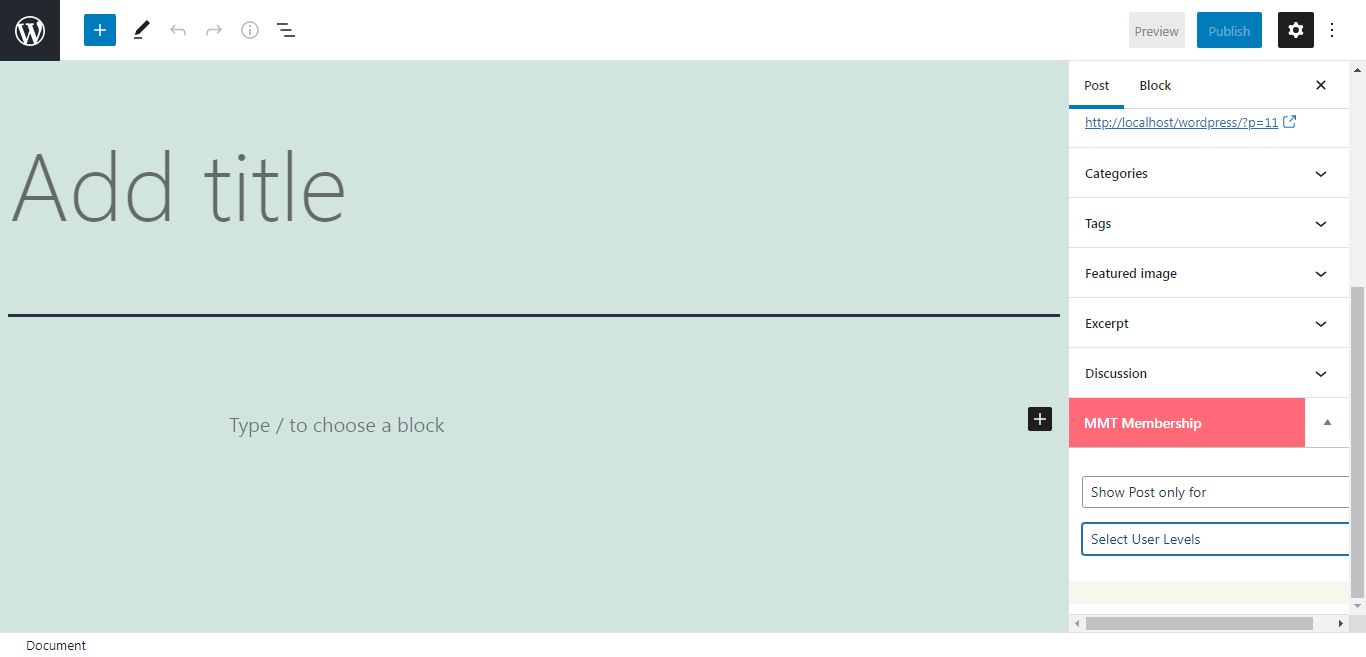 Preview
Publish
Post
Block
http://localhost/wordpress/?p=11
Categories
Tags
Featured image
Excerpt
Discussion
MMT Membership
Show Post only for
Select User Levels
Add title
Type / to choose a block
Document